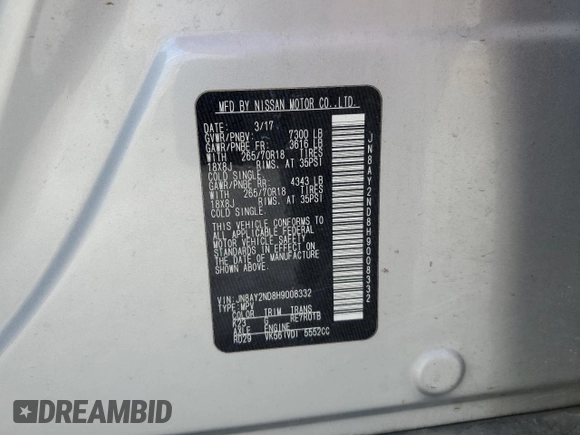 MFD BY NISSAN MOTOR CO.,LTD.
DATE: 3/17
GVWR/PNBV: 7300 LB
GAWR/PNBE FR: 3616 LB
WITH 265/70R18 TIRES
18X8J RIMS. AT 35PSI
COLD SINGLE.
GAWR/PNBE RR: 4343 LB
WITH 265/70R18 TIRES
18X8J RIMS. AT 35PSI
COLD SINGLE.
THIS VEHICLE CONFORMS TO
ALL APPLICABLE FEDERAL
MOTOR VEHICLE SAFETY
STANDARDS IN EFFECT ON
THE DATE OF MANUFACTURE
SHOWN ABOVE.
VIN: JN8AY2ND8H9008332
TYPE: MPV
COLOR TRIM TRANS
K23 G RE7R01B
AXLE ENGINE
RD29 VK56(VD) 5552CC
JN8AY2ND8H9008332
DREAMBID